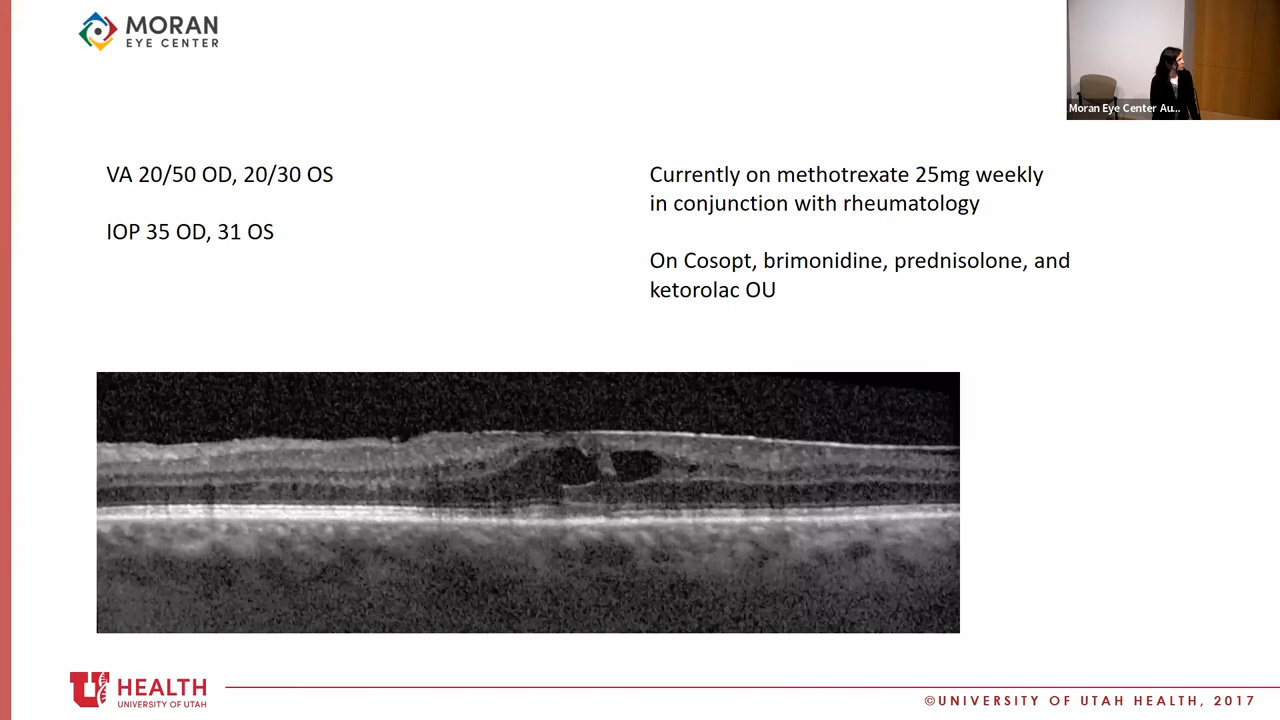 MORAN
EYE CENTER
Moran Eye Center Au...
VA 20/50 OD, 20/30 OS
IOP 35 OD, 31 OS
Currently on methotrexate 25mg weekly
in conjunction with rheumatology
On Cosopt, brimonidine, prednisolone, and
ketorolac OU
U HEALTH
UNIVERSITY OF UTAH
©UNIVERSITY OF UTAH HEALTH, 2017